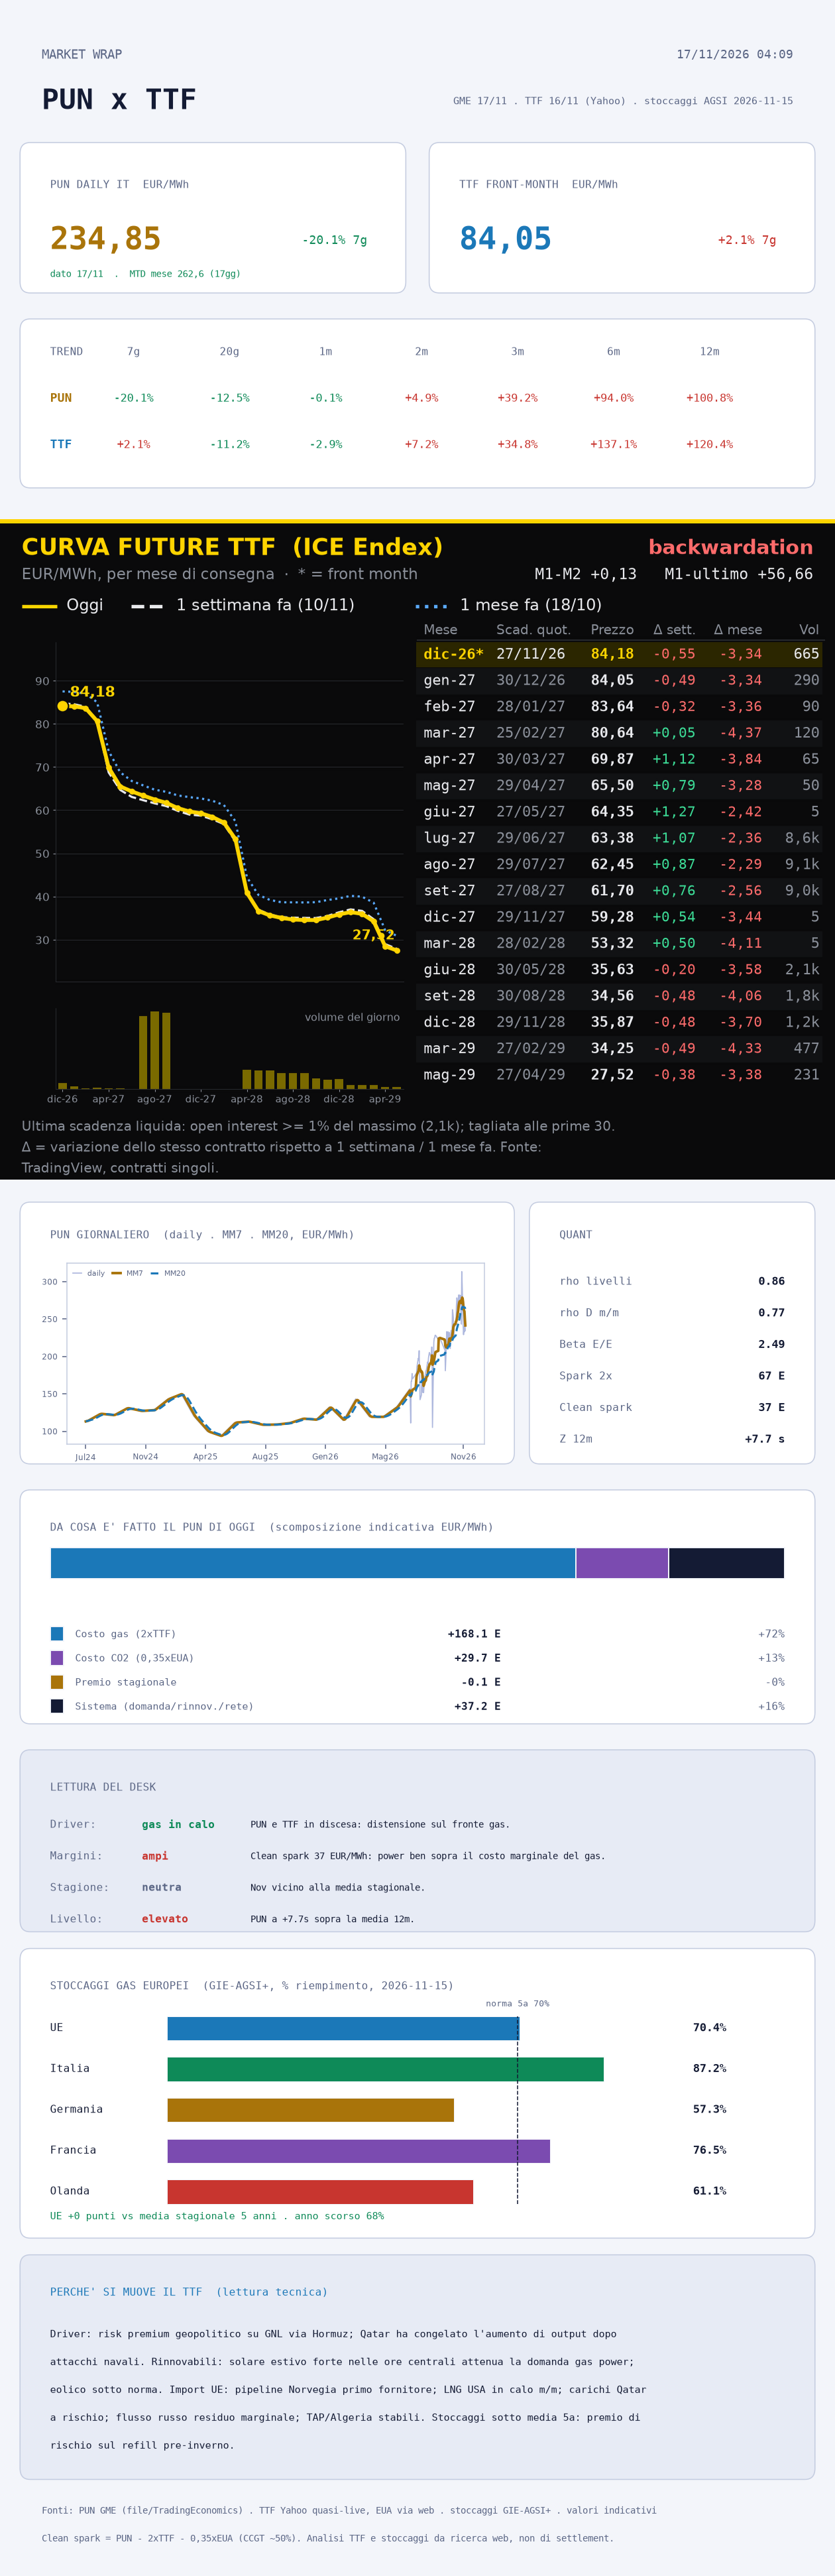 MARKET WRAP 17/11/2026 04:09
PUN x TTF GME 17/11 . TTF 16/11 (Yahoo) . stoccaggi AGSI 2026-11-15
PUN DAILY IT  EUR/MWh TTF FRONT-MONTH  EUR/MWh
234,85 -20.1% 7g 84,05 +2.1% 7g
dato 17/11  .  MTD mese 262,6 (17gg)
TREND 7g 20g 1m 2m 3m 6m 12m
PUN -20.1% -12.5% -0.1% +4.9% +39.2% +94.0% +100.8%
TTF +2.1% -11.2% -2.9% +7.2% +34.8% +137.1% +120.4%
CURVA FUTURE TTF  (ICE Endex) backwardation
EUR/MWh, per mese di consegna  ·  * = front month M1-M2 +0,13   M1-ultimo +56,66
Oggi 1 settimana fa (10/11) 1 mese fa (18/10)
Mese Scad. quot. Prezzo Δ sett. Δ mese Vol
dic-26* 27/11/26 84,18 -0,55 -3,34 665
gen-27 30/12/26 84,05 -0,49 -3,34 290
feb-27 28/01/27 83,64 -0,32 -3,36 90
mar-27 25/02/27 80,64 +0,05 -4,37 120
apr-27 30/03/27 69,87 +1,12 -3,84 65
mag-27 29/04/27 65,50 +0,79 -3,28 50
giu-27 27/05/27 64,35 +1,27 -2,42 5
lug-27 29/06/27 63,38 +1,07 -2,36 8,6k
ago-27 29/07/27 62,45 +0,87 -2,29 9,1k
set-27 27/08/27 61,70 +0,76 -2,56 9,0k
dic-27 29/11/27 59,28 +0,54 -3,44 5
mar-28 28/02/28 53,32 +0,50 -4,11 5
giu-28 30/05/28 35,63 -0,20 -3,58 2,1k
set-28 30/08/28 34,56 -0,48 -4,06 1,8k
dic-28 29/11/28 35,87 -0,48 -3,70 1,2k
mar-29 27/02/29 34,25 -0,49 -4,33 477
mag-29 27/04/29 27,52 -0,38 -3,38 231
90
80
70
60
50
40
30
84,18
27,52
volume del giorno
dic-26 apr-27 ago-27 dic-27 apr-28 ago-28 dic-28 apr-29
Ultima scadenza liquida: open interest >= 1% del massimo (2,1k); tagliata alle prime 30.
Δ = variazione dello stesso contratto rispetto a 1 settimana / 1 mese fa. Fonte:
TradingView, contratti singoli.
PUN GIORNALIERO  (daily . MM7 . MM20, EUR/MWh)
daily MM7 MM20
300
250
200
150
100
Jul24 Nov24 Apr25 Aug25 Gen26 Mag26 Nov26
QUANT
rho livelli 0.86
rho D m/m 0.77
Beta E/E 2.49
Spark 2x 67 E
Clean spark 37 E
Z 12m +7.7 s
DA COSA E' FATTO IL PUN DI OGGI  (scomposizione indicativa EUR/MWh)
Costo gas (2xTTF) +168.1 E +72%
Costo CO2 (0,35xEUA) +29.7 E +13%
Premio stagionale -0.1 E -0%
Sistema (domanda/rinnov./rete) +37.2 E +16%
LETTURA DEL DESK
Driver: gas in calo PUN e TTF in discesa: distensione sul fronte gas.
Margini: ampi Clean spark 37 EUR/MWh: power ben sopra il costo marginale del gas.
Stagione: neutra Nov vicino alla media stagionale.
Livello: elevato PUN a +7.7s sopra la media 12m.
STOCCAGGI GAS EUROPEI  (GIE-AGSI+, % riempimento, 2026-11-15)
norma 5a 70%
UE 70.4%
Italia 87.2%
Germania 57.3%
Francia 76.5%
Olanda 61.1%
UE +0 punti vs media stagionale 5 anni . anno scorso 68%
PERCHE' SI MUOVE IL TTF  (lettura tecnica)
Driver: risk premium geopolitico su GNL via Hormuz; Qatar ha congelato l'aumento di output dopo
attacchi navali. Rinnovabili: solare estivo forte nelle ore centrali attenua la domanda gas power;
eolico sotto norma. Import UE: pipeline Norvegia primo fornitore; LNG USA in calo m/m; carichi Qatar
a rischio; flusso russo residuo marginale; TAP/Algeria stabili. Stoccaggi sotto media 5a: premio di
rischio sul refill pre-inverno.
Fonti: PUN GME (file/TradingEconomics) . TTF Yahoo quasi-live, EUA via web . stoccaggi GIE-AGSI+ . valori indicativi
Clean spark = PUN - 2xTTF - 0,35xEUA (CCGT ~50%). Analisi TTF e stoccaggi da ricerca web, non di settlement.